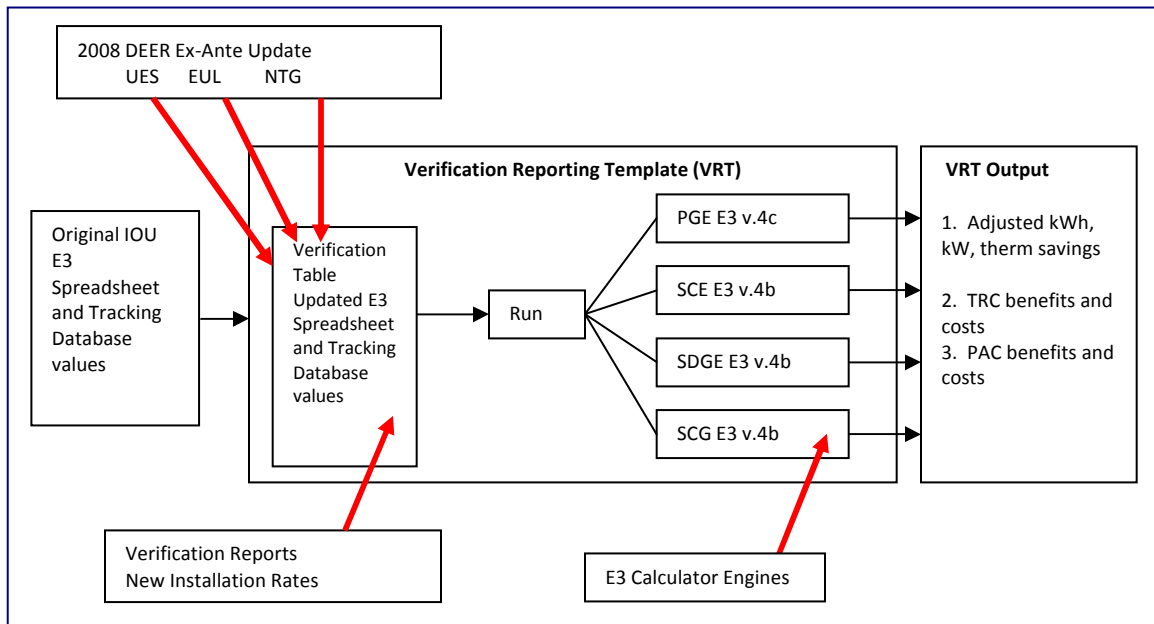 2008 DEER Ex-Ante Update
UES EUL NTG
Verification Reporting Template (VRT)
VRT Output
Original IOU
E3
Spreadsheet
and Tracking
Database
values
Verification
Table
Updated E3
Spreadsheet
and Tracking
Database
values
Run
PGE E3 v.4c
SCE E3 v.4b
SDGE E3 v.4b
SCG E3 v.4b
1. Adjusted kWh,
kW, therm savings
2. TRC benefits and
costs
3. PAC benefits and
costs
Verification Reports
New Installation Rates
E3 Calculator Engines